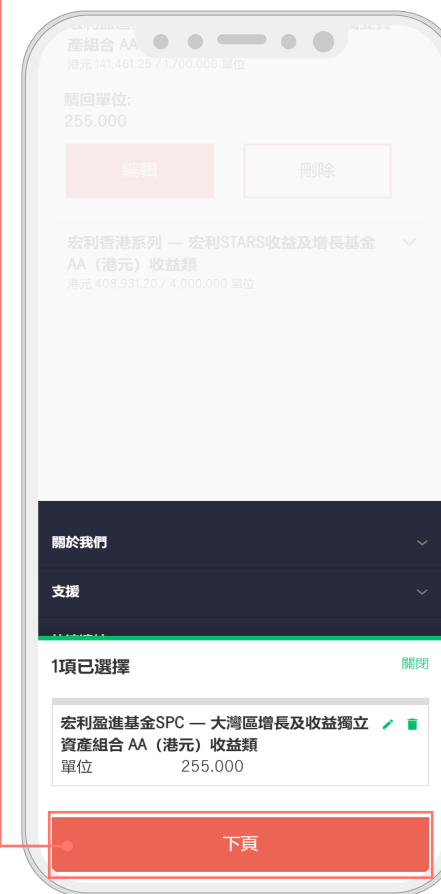 產組合 AA
港元 141,461.25 / 1,700.000 單位
贖回單位:
255.000
編輯
刪除
宏利香港系列 — 宏利STARS收益及增長基金
AA（港元）收益類
港元 408,931.20 / 4,000.000 單位
關於我們
支援
1項已選擇
關閉
宏利盈進基金SPC — 大灣區增長及收益獨立
資產組合 AA（港元）收益類
單位 255.000
下頁